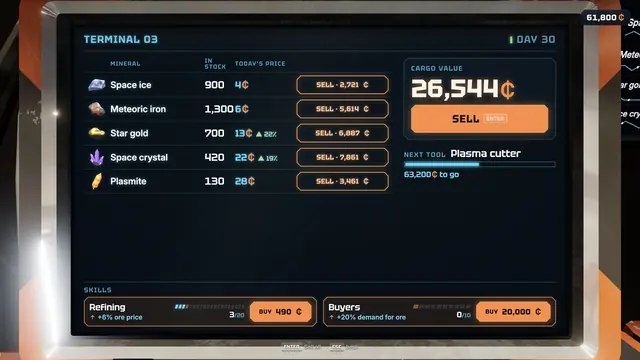 61,800 ¢
TERMINAL 03
DAY 30
MINERAL IN STOCK TODAY'S PRICE
Space ice 900 4¢ SELL · 2,721 ¢
Meteoric iron 1,300 6¢ SELL · 5,614 ¢
Star gold 700 13¢ ▲ 22% SELL · 6,887 ¢
Space crystal 420 22¢ ▲ 19% SELL · 7,861 ¢
Plasmite 130 28¢ SELL · 3,461 ¢
CARGO VALUE
26,544¢
SELL ENTER
NEXT TOOL Plasma cutter
63,200¢ to go
SKILLS
Refining
↑ +6% ore price
3/20
BUY 490 ¢
Buyers
↑ +20% demand for ore
0/10
BUY 20,000 ¢
ENTER
ESC